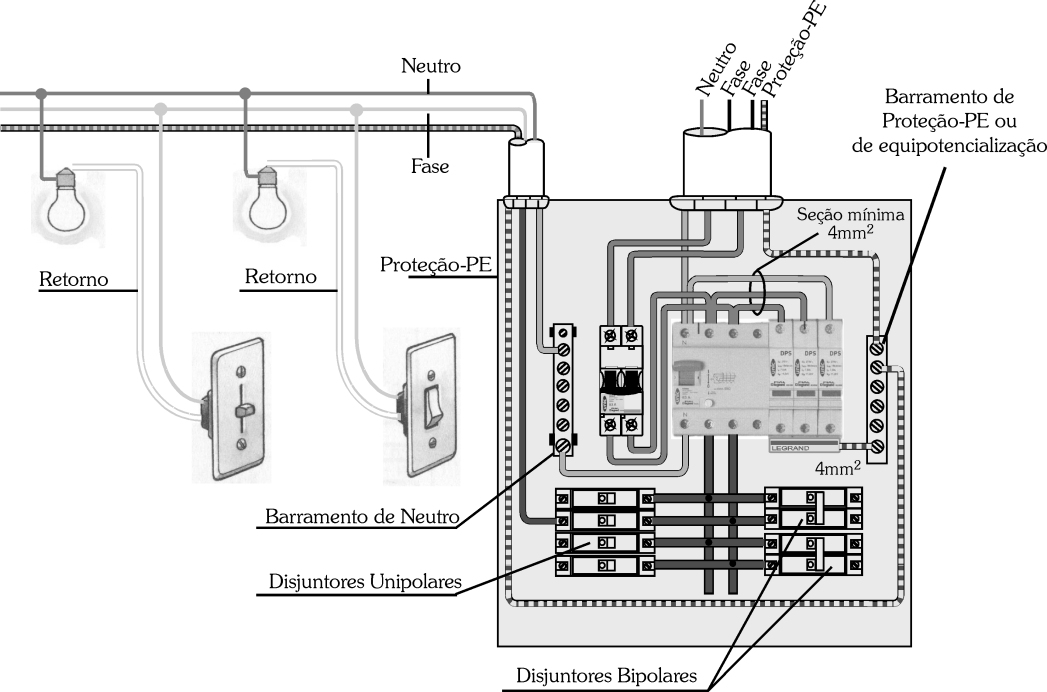 Neutro
Fase
Neutro
Fase
Fase
Proteção-PE
Barramento de
Proteção-PE ou
de equipotencialização
Seção mínima
4mm²
Retorno
Retorno
Proteção-PE
N
DPS
DPS
DPS
N
LEGRAND
4mm²
Barramento de Neutro
Disjuntores Unipolares
Disjuntores Bipolares